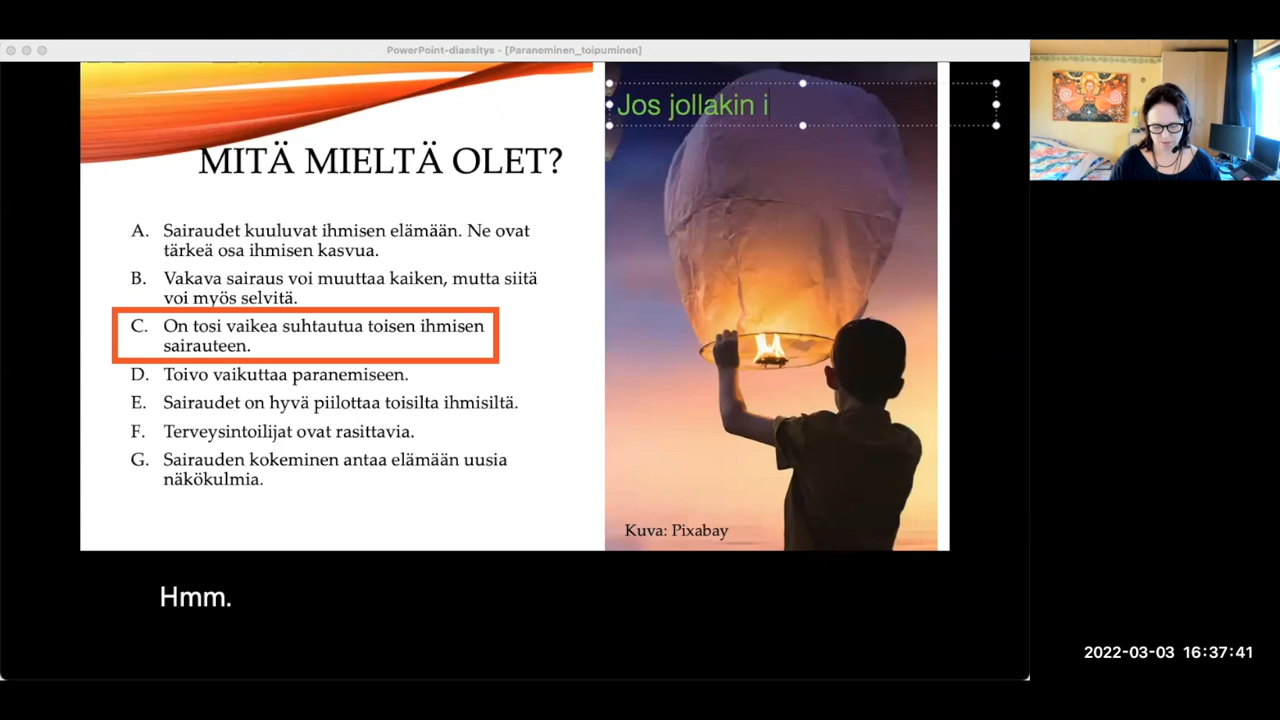 PowerPoint-diaesitys - [Paraneminen_toipuminen]
Jos jollakin i
MITÄ MIELTÄ OLET?
A. Sairaudet kuuluvat ihmisen elämään. Ne ovat
tärkeä osa ihmisen kasvua.
B. Vakava sairaus voi muuttaa kaiken, mutta siitä
voi myös selvitä.
C. On tosi vaikea suhtautua toisen ihmisen
sairauteen.
D. Toivo vaikuttaa paranemiseen.
E. Sairaudet on hyvä piilottaa toisilta ihmisiltä.
F. Terveysintoilijat ovat rasittavia.
G. Sairauden kokeminen antaa elämään uusia
näkökulmia.
Kuva: Pixabay
Hmm.
2022-03-03 16:37:41